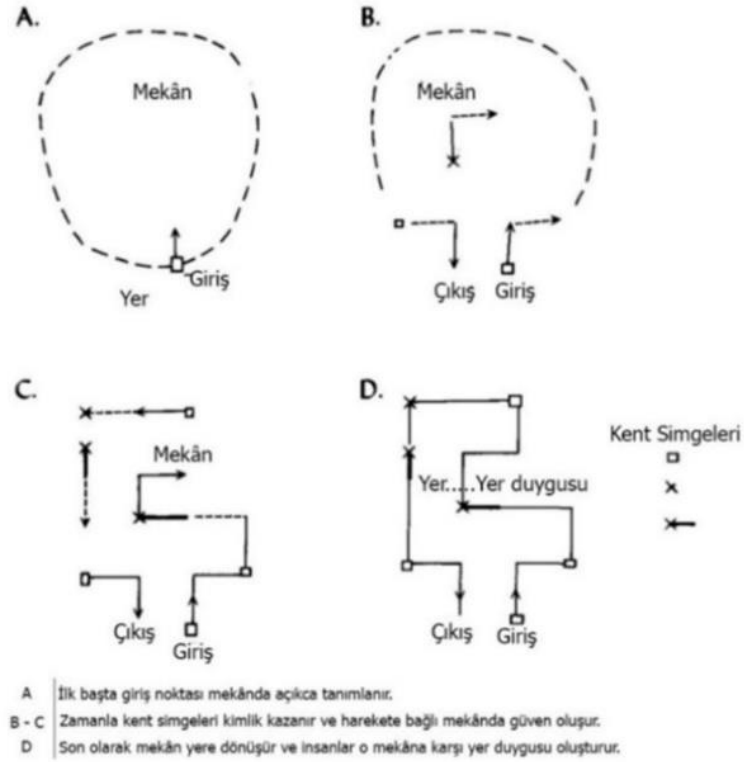 A.
Mekân
Giriş
Yer
B.
Mekân
Çıkış Giriş
C.
Mekân
Çıkış
Giriş
D.
Yer.....Yer duygusu
Çıkış Giriş
Kent Simgeleri
A İlk başta giriş noktası mekânda açıkca tanımlanır.
B - C Zamanla kent simgeleri kimlik kazanır ve harekete bağlı mekânda güven oluşur.
D Son olarak mekân yere dönüşür ve insanlar o mekâna karşı yer duygusu oluşturur.